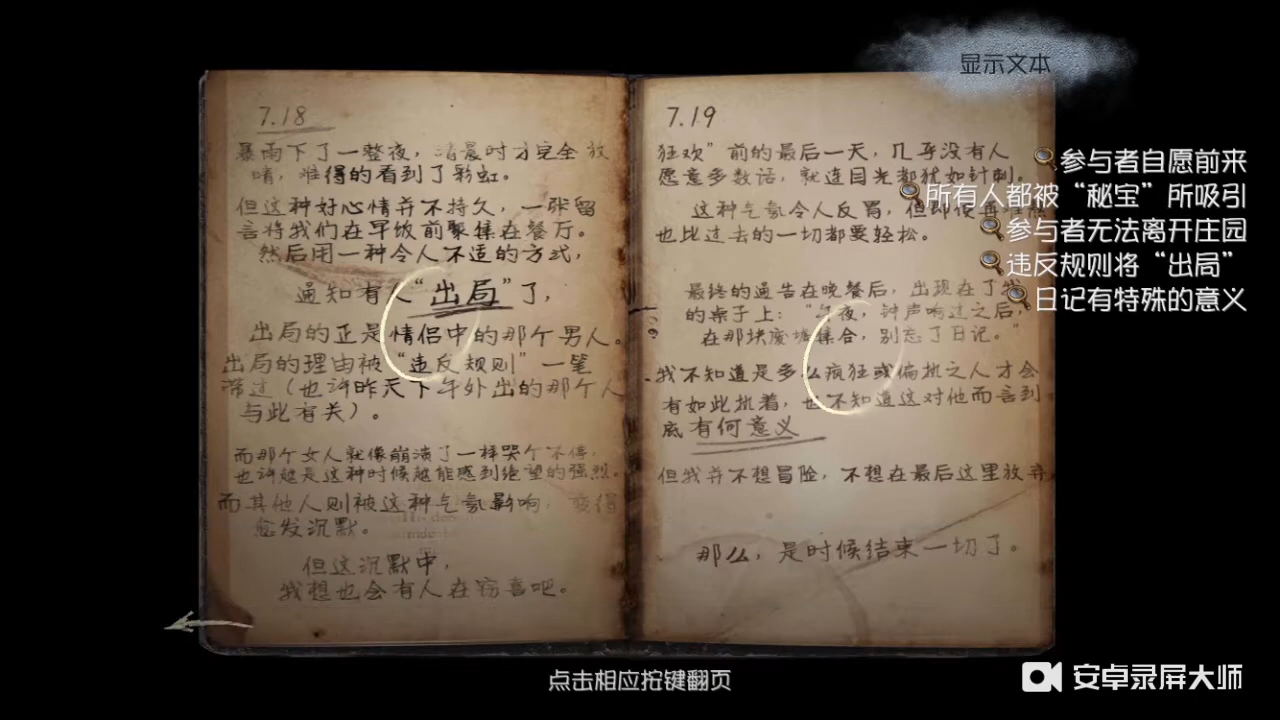 显示文本
7.18
暴雨下了一整夜，清晨时才完全放
晴，难得的看到了彩虹。
但这种好心情并不持久，一张留
言将我们在早饭前聚集在餐厅。
然后用一种令人不适的方式，
通知有人“出局”了，
出局的正是情侣中的那个男人。
出局的理由被“违反规则”一笔
带过（也许昨天下午外出的那个人
与此有关）。
而那个女人就像崩溃了一样哭个不停，
也许越是这种时候越能感到绝望的强烈。
而其他人则被这种气氛影响，变得
愈发沉默。
但这沉默中，
我想也会有人在窃喜吧。
7.19
狂欢”前的最后一天，几乎没有人
愿意多数话，就连目光都犹如针刺。
这种气氛令人反胃，但即使再
也比过去的一切都要轻松。
最终的通告在晚餐后，出现在了我
的桌子上：“午夜，钟声响过之后，
在那块废墟集合，别忘了日记。”
我不知道是多么疯狂或偏执之人才会
有如此执着，也不知道这对他而言到
底有何意义
但我并不想冒险，不想在最后这里放弃
那么，是时候结束一切了。
参与者自愿前来
所有人都被“秘宝”所吸引
参与者无法离开庄园
违反规则将“出局”
日记有特殊的意义
点击相应按键翻页
安卓录屏大师